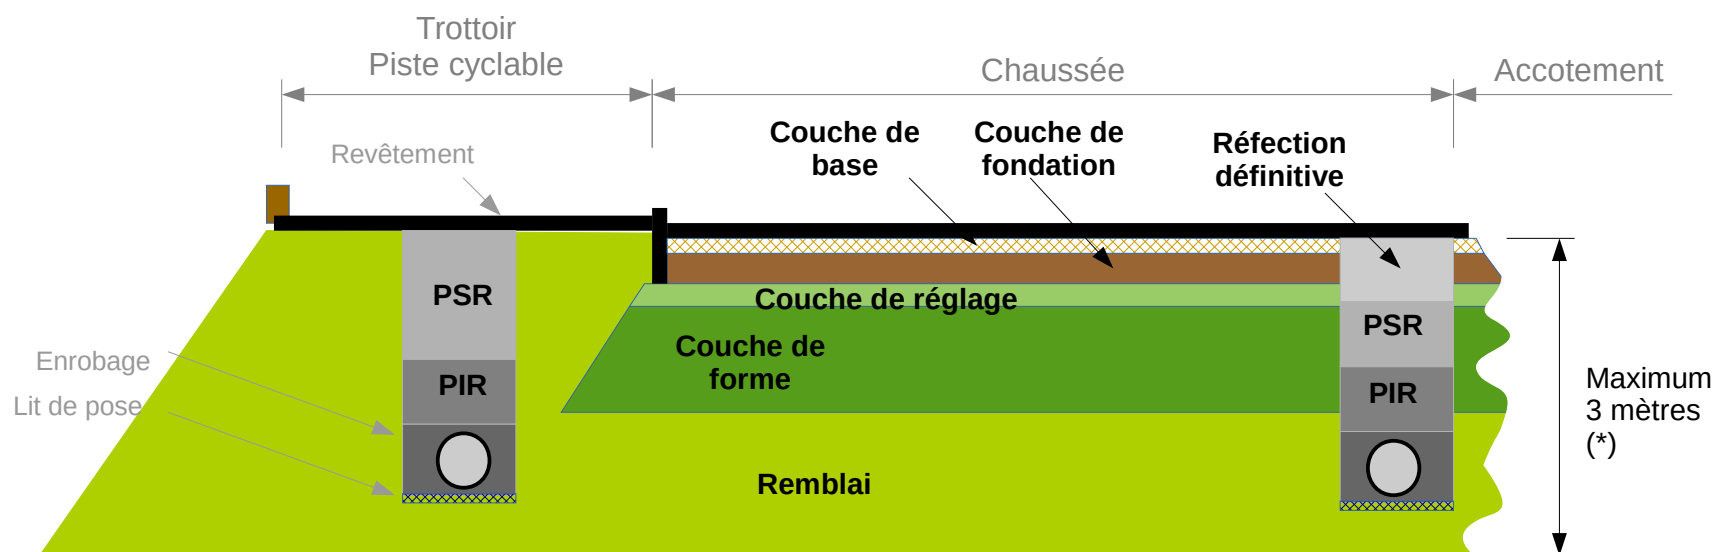 Trottoir
Piste cyclable
Chaussée
Accotement
Revêtement
Couche de
base
Couche de
fondation
Réfection
définitive
PSR
Couche de réglage
PSR
Couche de
forme
Enrobage
PIR
PIR
Lit de pose
Maximum
3 mètres
(*)
Remblai